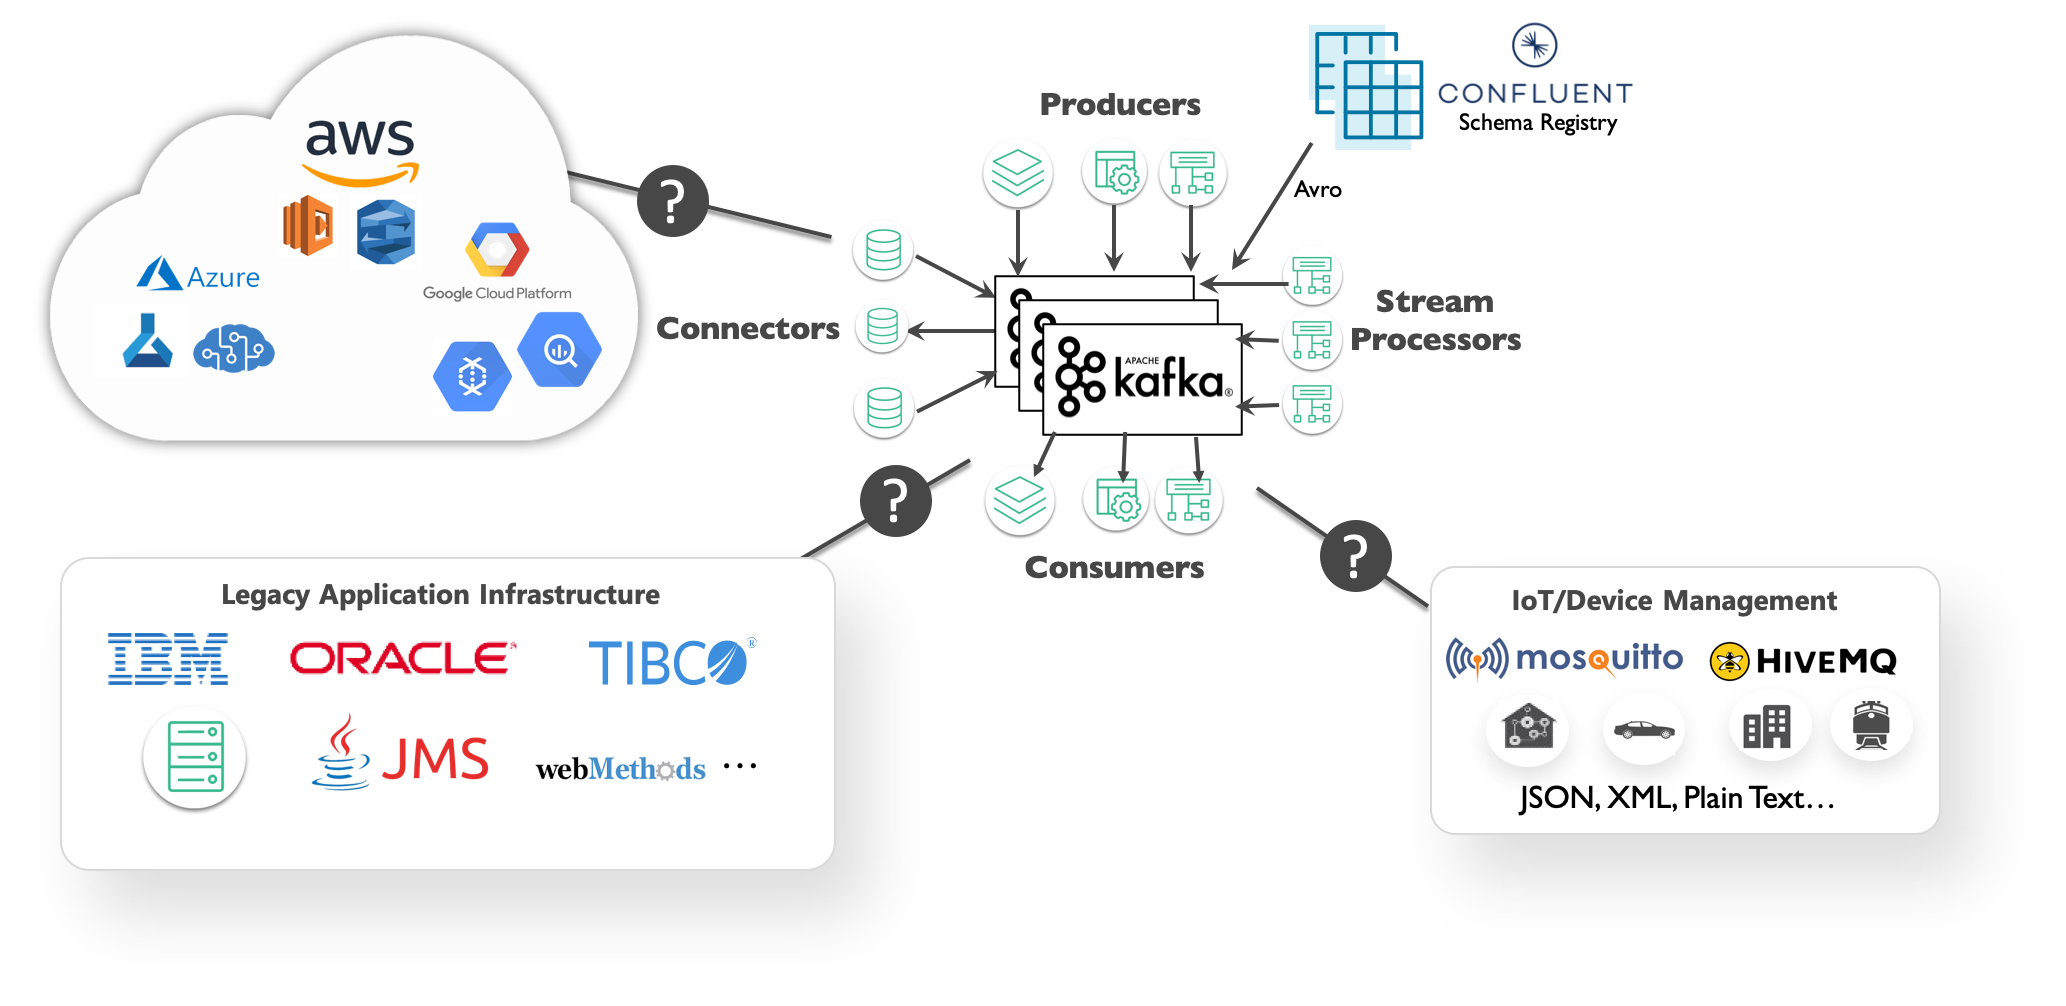 aws
Azure
Google Cloud Platform
?
Producers
CONFLUENT
Schema Registry
Avro
Connectors
Stream
Processors
APACHE
kafka®
?
Consumers
?
Legacy Application Infrastructure
IBM
ORACLE®
TIBCO®
JMS
webMethods ...
IoT/Device Management
mosquitto
HIVEMQ
JSON, XML, Plain Text...